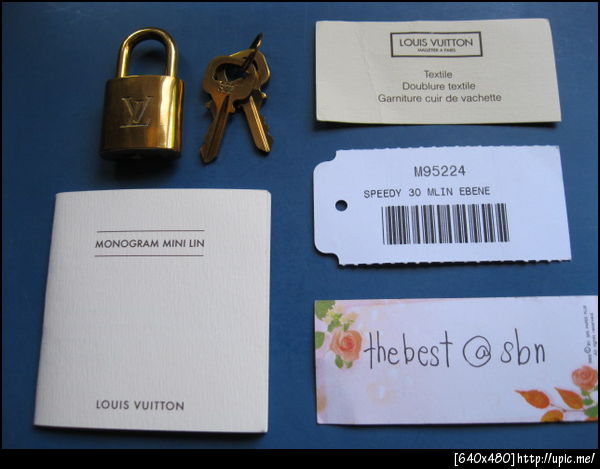 LV
LOUIS VUITTON
MALLETIER A PARIS
Textile
Doublure textile
Garniture cuir de vachette
M95224
SPEEDY 30 MLIN EBENE
MONOGRAM MINI LIN
LOUIS VUITTON
thebest @ sbn
[640x480]http://upic.me/